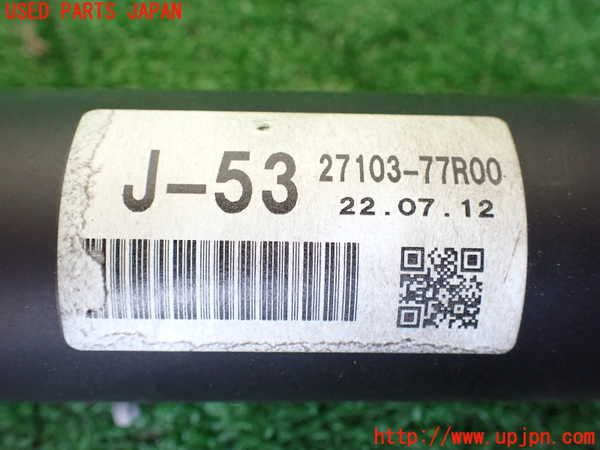 USED PARTS JAPAN
J-53 27103-77R00
22.07.12
http://www.upjpn.com/